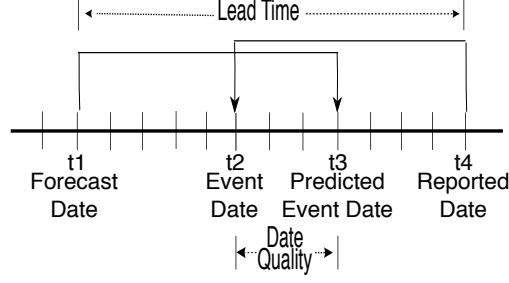 Lead Time
t1 t2 t3 t4
Forecast Event Predicted Reported
Date Date Event Date Date
Date
Quality